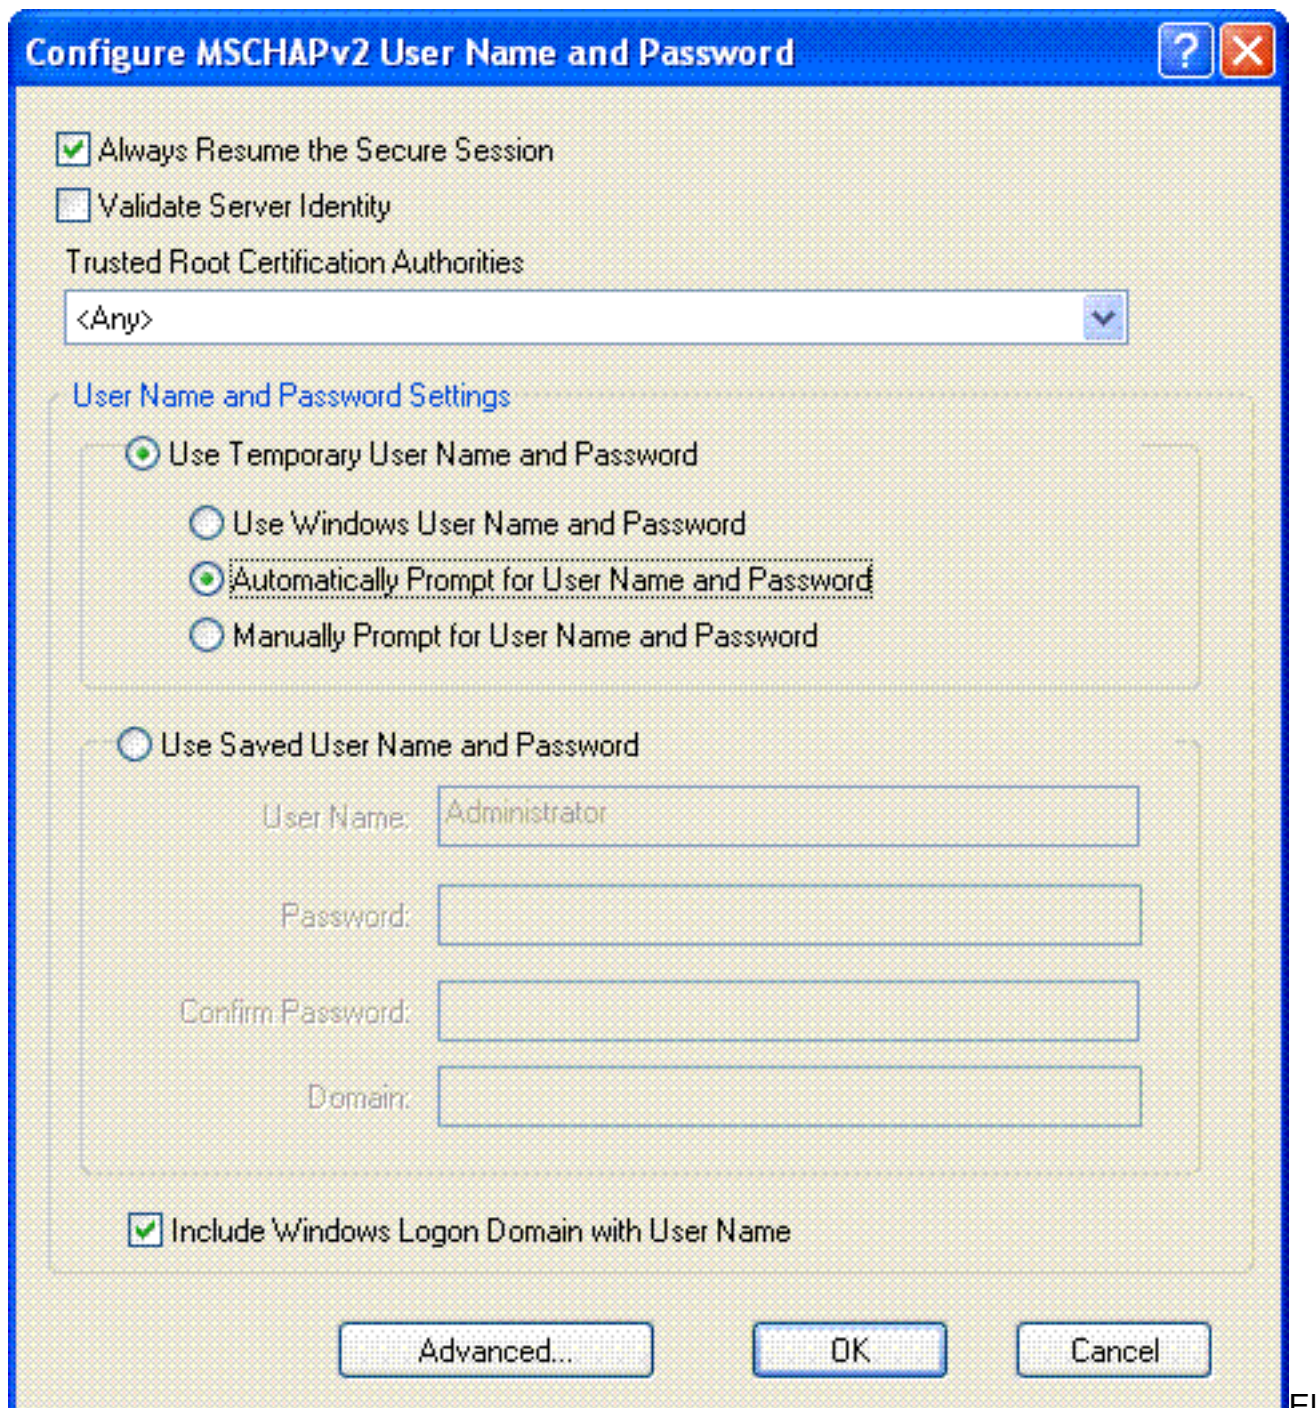 Configure MSCHAPv2 User Name and Password
Always Resume the Secure Session
Validate Server Identity
Trusted Root Certification Authorities
<Any>
User Name and Password Settings
Use Temporary User Name and Password
Use Windows User Name and Password
Automatically Prompt for User Name and Password
Manually Prompt for User Name and Password
Use Saved User Name and Password
User Name: Administrator
Password:
Confirm Password:
Domain:
Include Windows Logon Domain with User Name
Advanced... OK Cancel